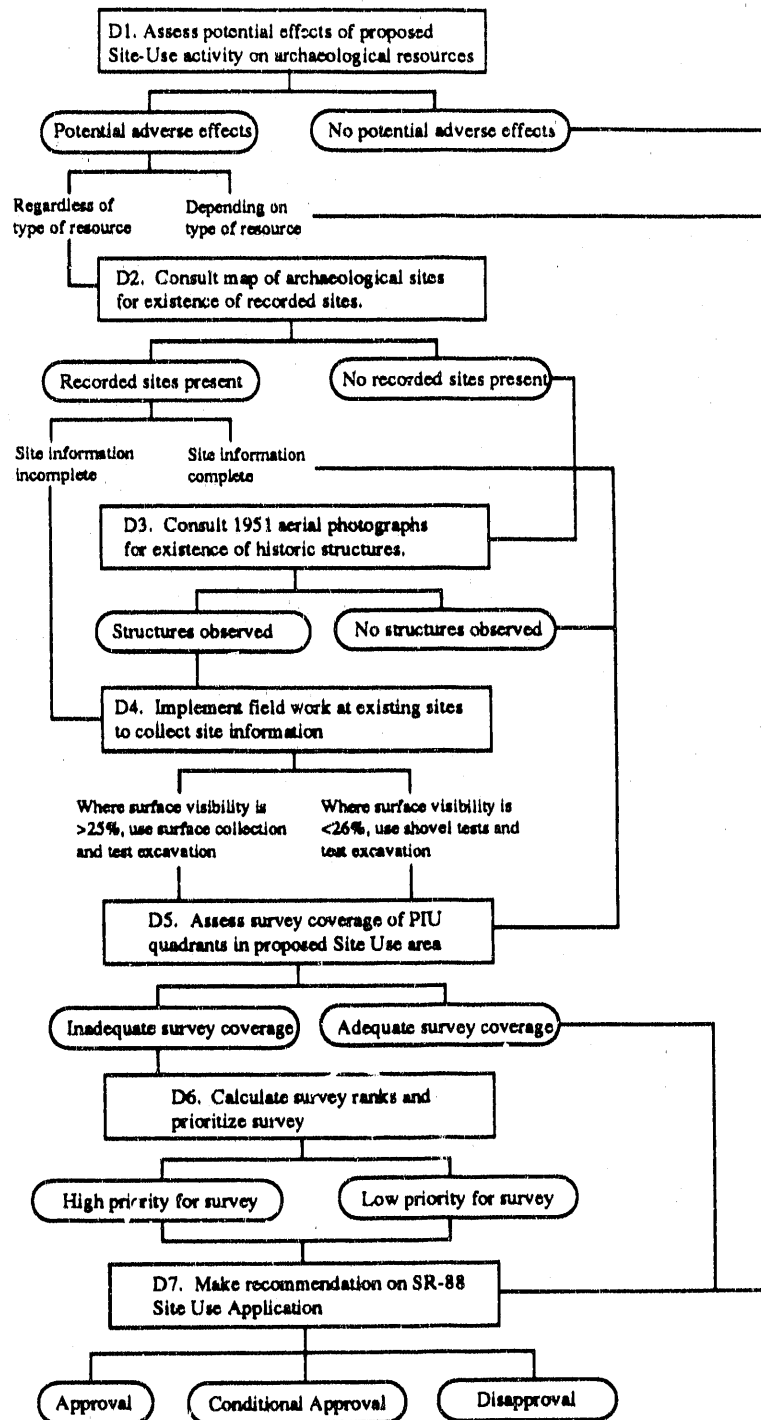 D1. Assess potential effects of proposed
Site-Use activity on archaeological resources
Potential adverse effects
No potential adverse effects
Regardless of
type of resource
Depending on
type of resource
D2. Consult map of archaeological sites
for existence of recorded sites.
Recorded sites present
No recorded sites present
Site information
incomplete
Site information
complete
D3. Consult 1951 aerial photographs
for existence of historic structures.
Structures observed
No structures observed
D4. Implement field work at existing sites
to collect site information
Where surface visibility is
>25%, use surface collection
and test excavation
Where surface visibility is
<26%, use shovel tests and
test excavation
D5. Assess survey coverage of PIU
quadrants in proposed Site Use area
Inadequate survey coverage
Adequate survey coverage
D6. Calculate survey ranks and
prioritize survey
High priority for survey
Low priority for survey
D7. Make recommendation on SR-88
Site Use Application
Approval
Conditional Approval
Disapproval